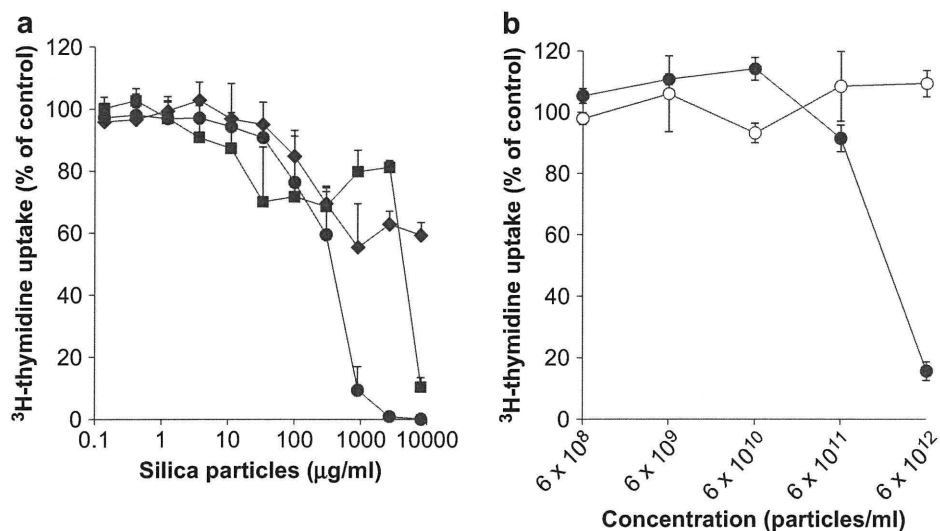 a
³H-thymidine uptake (% of control)
120
100
80
60
40
20
0
0.1
1
10
100
1000
10000
Silica particles (µg/ml)
b
³H-thymidine uptake (% of control)
120
100
80
60
40
20
0
6 x 10⁸
6 x 10⁹
6 x 10¹⁰
6 x 10¹¹
6 x 10¹²
Concentration (particles/ml)